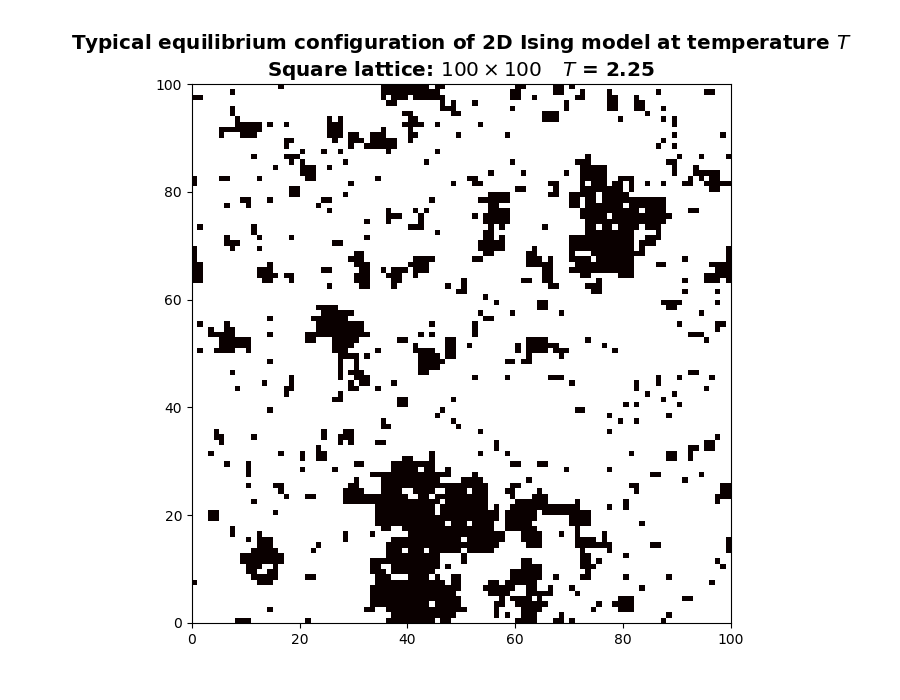 Typical equilibrium configuration of 2D Ising model at temperature T
Square lattice: 100 × 100 T = 2.25
100
80
60
40
20
0
0 20 40 60 80 100